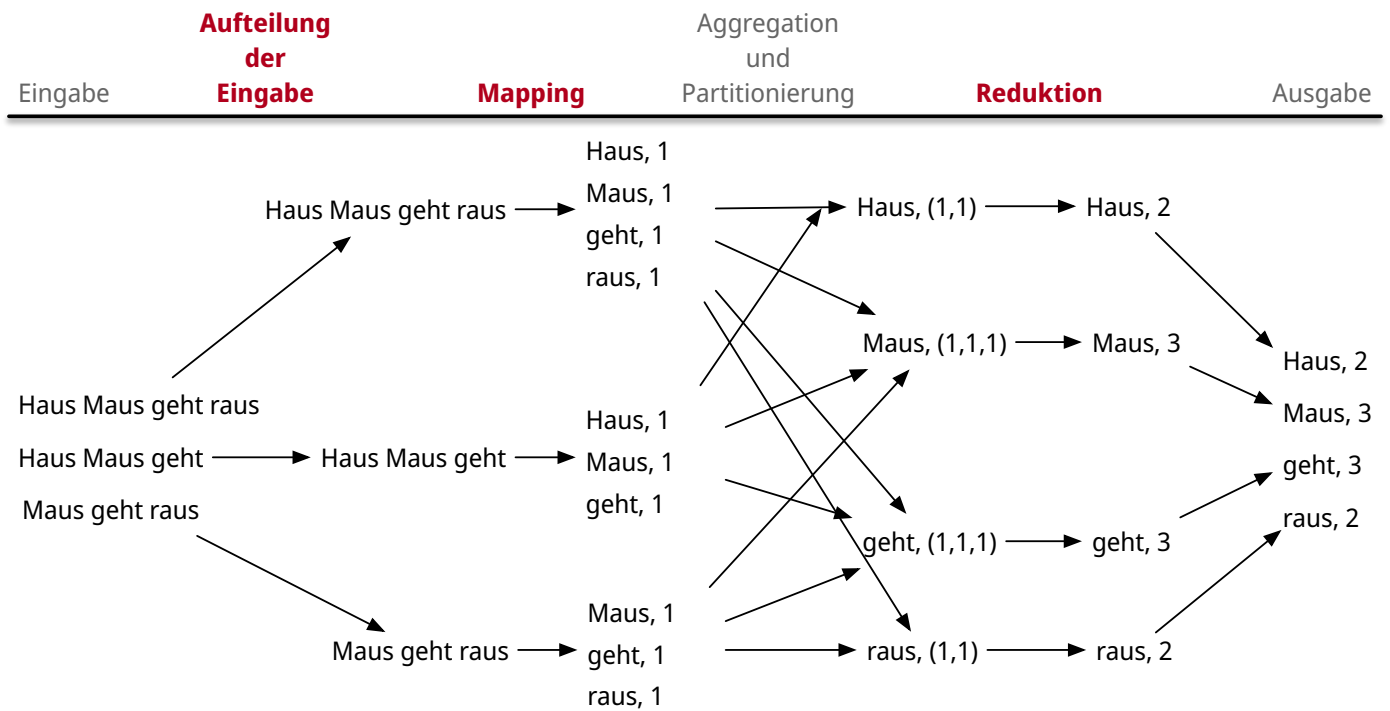 Eingabe
Aufteilung
der
Eingabe
Mapping
Aggregation
und
Partitionierung
Reduktion
Ausgabe
Haus Maus geht raus
Haus Maus geht
Maus geht raus
Haus Maus geht raus
Haus Maus geht
Maus geht raus
Haus, 1
Maus, 1
geht, 1
raus, 1
Haus, 1
Maus, 1
geht, 1
Maus, 1
geht, 1
raus, 1
Haus, (1,1)
Maus, (1,1,1)
geht, (1,1,1)
raus, (1,1)
Haus, 2
Maus, 3
geht, 3
raus, 2
Haus, 2
Maus, 3
geht, 3
raus, 2